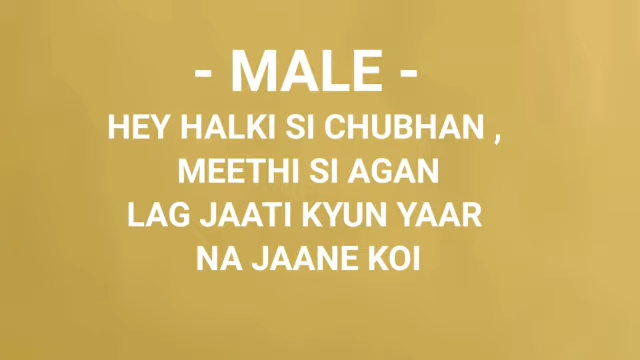 - MALE -
HEY HALKI SI CHUBHAN ,
MEETHI SI AGAN
LAG JAATI KYUN YAAR
NA JAANE KOI